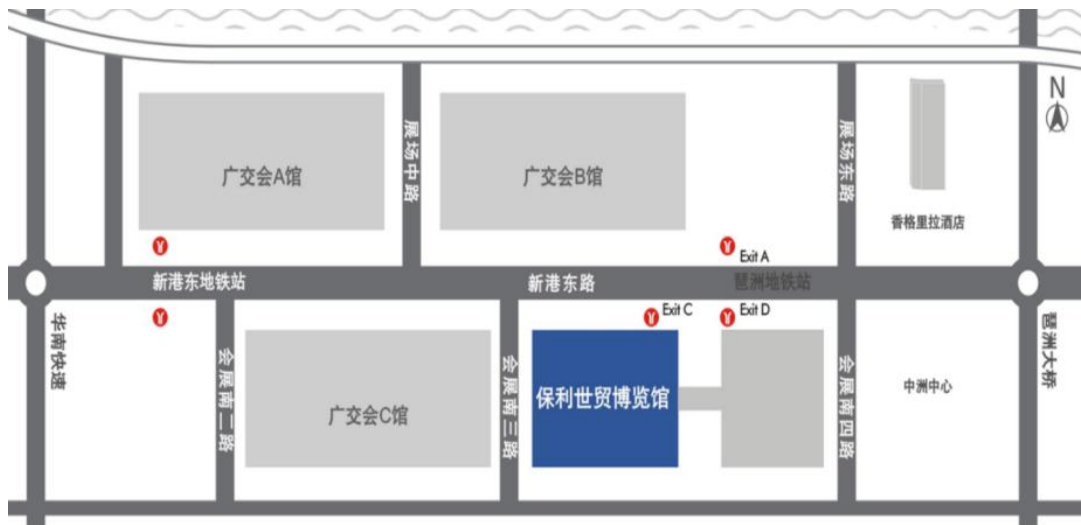 N
展场中路
展场东路
广交会A馆
广交会B馆
香格里拉酒店
Exit A
新港东地铁站
新港东路
琶洲地铁站
Exit C
Exit D
华南快速
会展南二路
广交会C馆
会展南三路
保利世贸博览馆
会展南四路
中洲中心
琶洲大桥